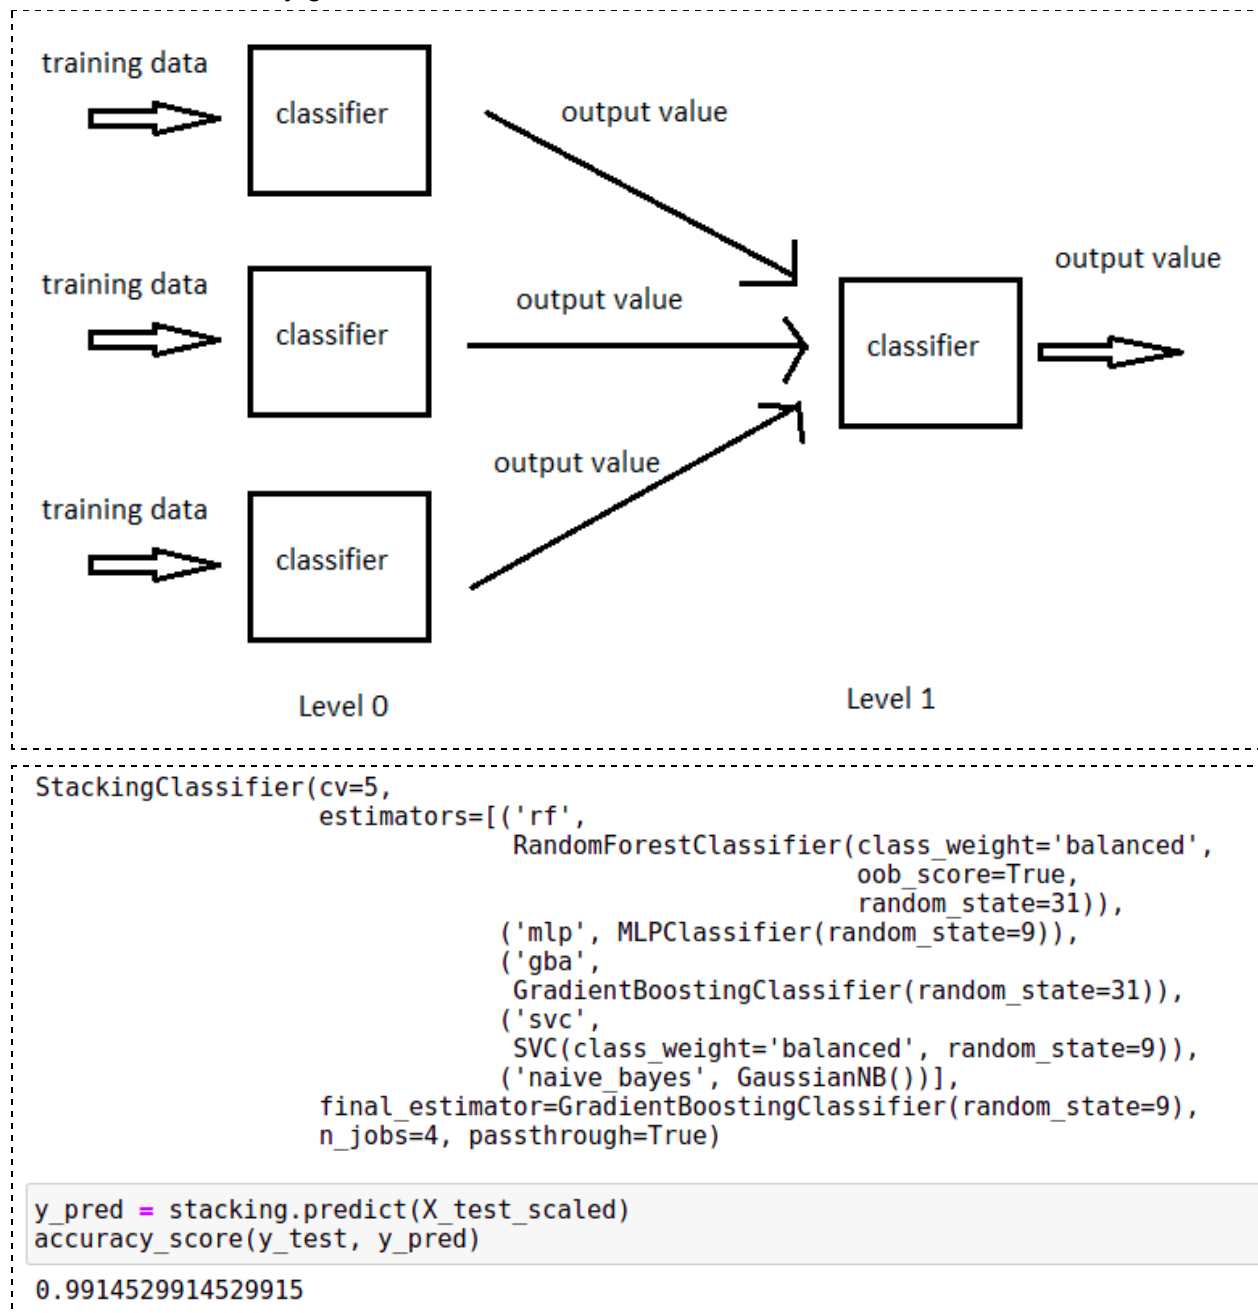 training data
classifier
output value
training data
classifier
output value
output value
classifier
training data
output value
classifier
Level 0
Level 1
StackingClassifier(cv=5,
                   estimators=[('rf',
                                RandomForestClassifier(class_weight='balanced',
                                                       oob_score=True,
                                                       random_state=31)),
                               ('mlp', MLPClassifier(random_state=9)),
                               ('gba',
                                GradientBoostingClassifier(random_state=31)),
                               ('svc',
                                SVC(class_weight='balanced', random_state=9)),
                               ('naive_bayes', GaussianNB())],
                   final_estimator=GradientBoostingClassifier(random_state=9),
                   n_jobs=4, passthrough=True)
y_pred = stacking.predict(X_test_scaled)
accuracy_score(y_test, y_pred)
0.9914529914529915